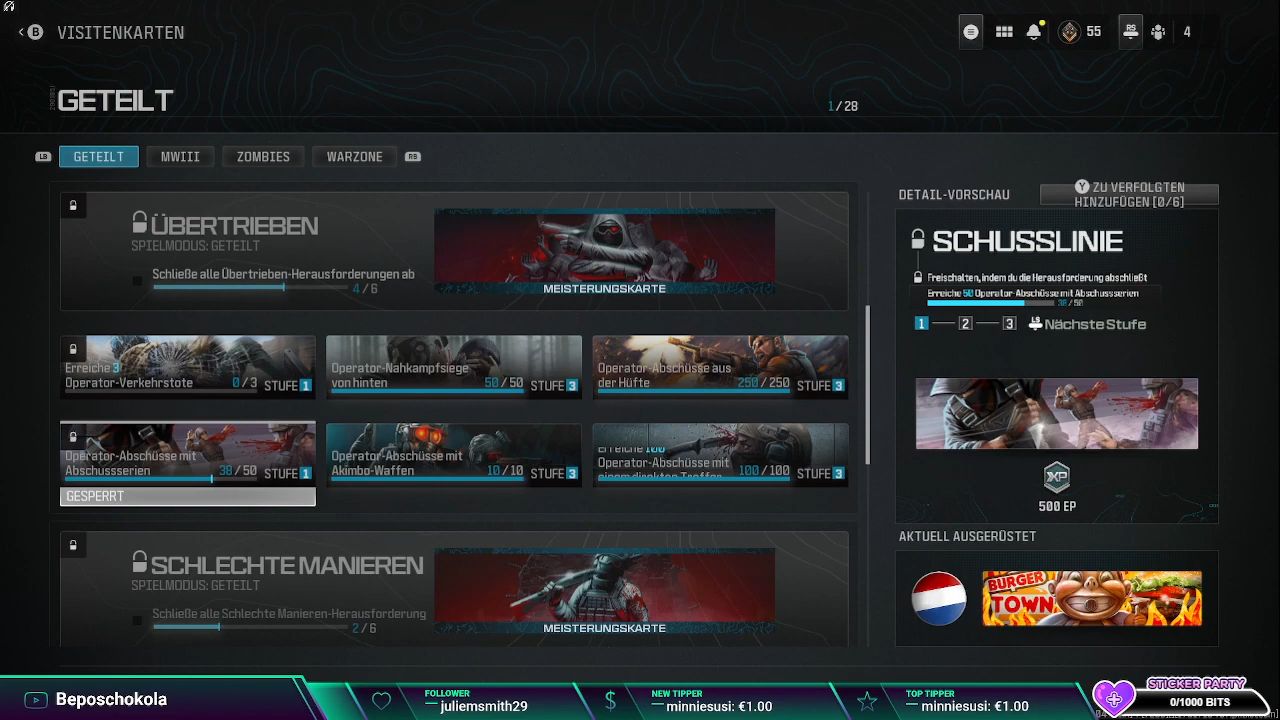 B VISITENKARTEN
55
RS
4
GETEILT
1/28
LB GETEILT MWIII ZOMBIES WARZONE RB
ÜBERTRIEBEN
SPIELMODUS: GETEILT
Schließe alle Übertrieben-Herausforderungen ab
4/6
MEISTERUNGSKARTE
Erreiche 3
Operator-Verkehrstote 0/3 STUFE 1
Operator-Nahkampfsiege
von hinten 50/50 STUFE 3
Operator-Abschüsse aus
der Hüfte 250/250 STUFE 3
Operator-Abschüsse mit
Abschussserien 38/50 STUFE 1
GESPERRT
Operator-Abschüsse mit
Akimbo-Waffen 10/10 STUFE 3
Erreiche 100
Operator-Abschüsse mit
einem direkten Treffer 100/100 STUFE 3
SCHLECHTE MANIEREN
SPIELMODUS: GETEILT
Schließe alle Schlechte Manieren-Herausforderung
2/6
MEISTERUNGSKARTE
DETAIL-VORSCHAU
Y ZU VERFOLGTEN
HINZUFÜGEN [0/6]
SCHUSSLINIE
Freischalten, indem du die Herausforderung abschließt
Erreiche 50 Operator-Abschüsse mit Abschussserien
38/50
1 2 3 LS Nächste Stufe
XP
500 EP
AKTUELL AUSGERÜSTET
BURGER
TOWN
Beposchokola
FOLLOWER
juliemsmith29
NEW TIPPER
minniesusi: €1.00
TOP TIPPER
minniesusi: €1.00
STICKER PARTY
0/1000 BITS